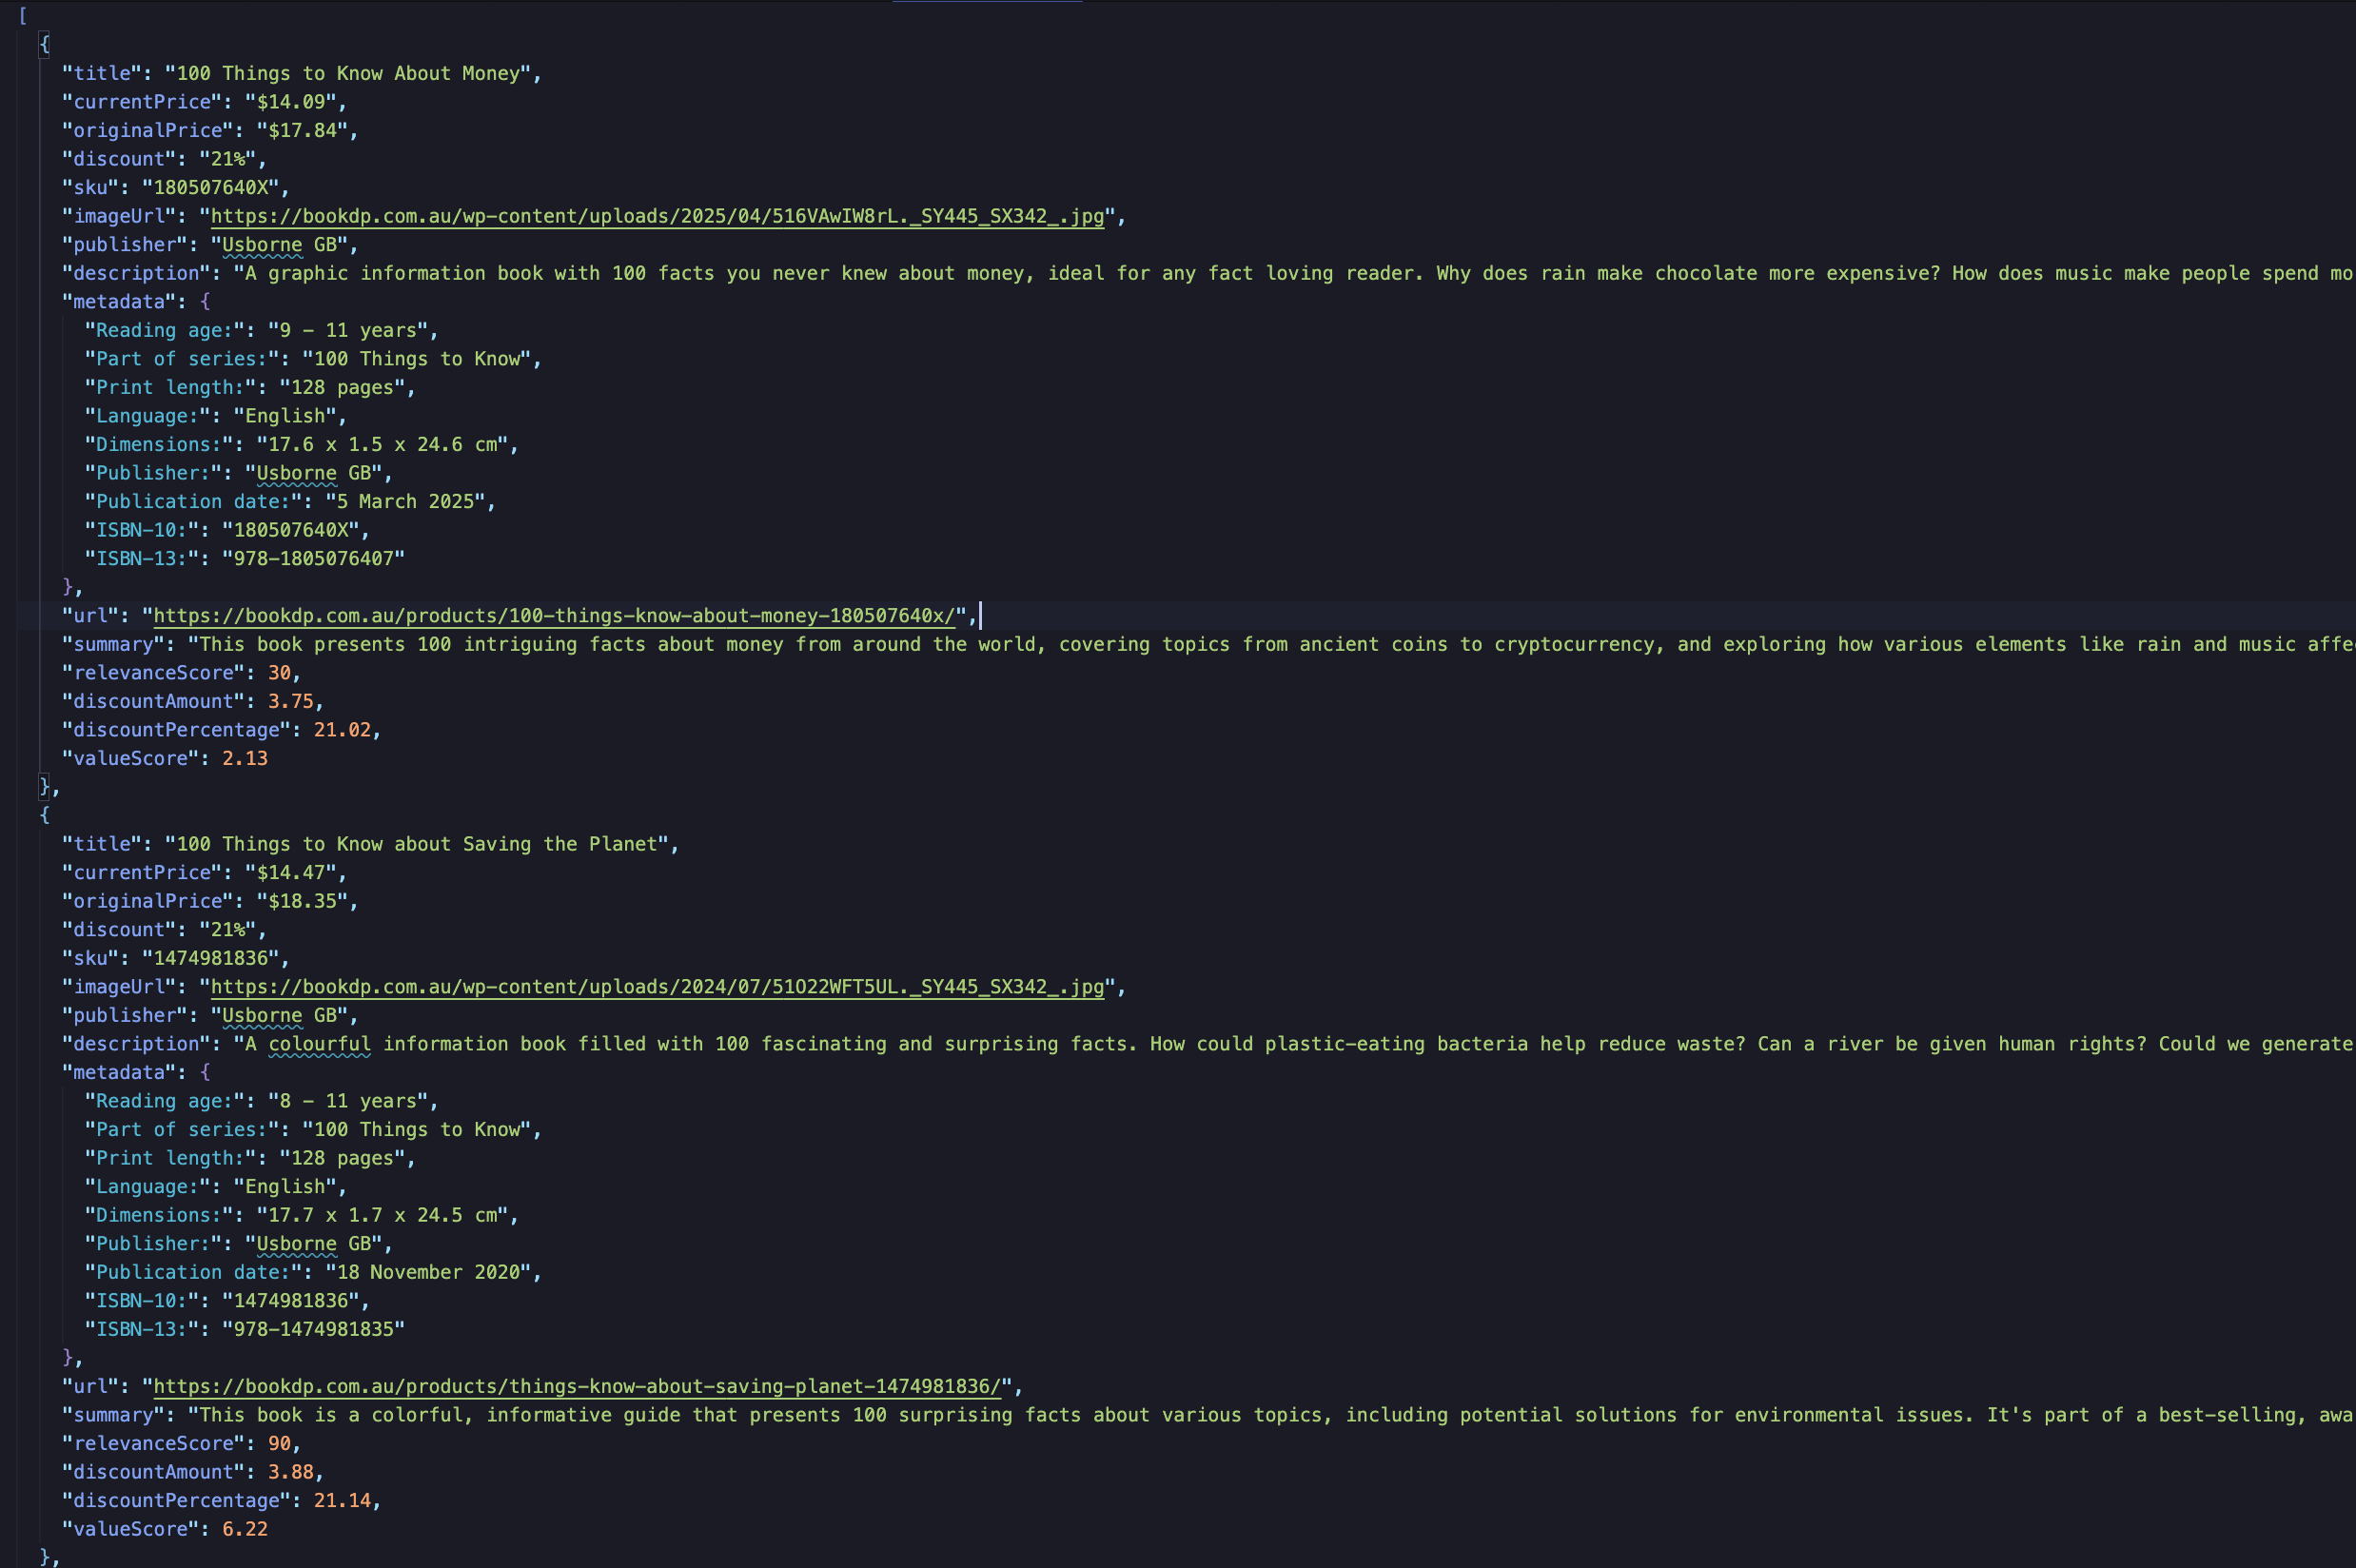 [
{
"title": "100 Things to Know About Money",
"currentPrice": "$14.09",
"originalPrice": "$17.84",
"discount": "21%",
"sku": "180507640X",
"imageUrl": "https://bookdp.com.au/wp-content/uploads/2025/04/516VAwIW8rL._SY445_SX342_.jpg",
"publisher": "Usborne GB",
"description": "A graphic information book with 100 facts you never knew about money, ideal for any fact loving reader. Why does rain make chocolate more expensive? How does music make people spend mo
"metadata": {
"Reading age:": "9 – 11 years",
"Part of series:": "100 Things to Know",
"Print length:": "128 pages",
"Language:": "English",
"Dimensions:": "17.6 x 1.5 x 24.6 cm",
"Publisher:": "Usborne GB",
"Publication date:": "5 March 2025",
"ISBN-10:": "180507640X",
"ISBN-13:": "978-1805076407"
},
"url": "https://bookdp.com.au/products/100-things-know-about-money-180507640x/",
"summary": "This book presents 100 intriguing facts about money from around the world, covering topics from ancient coins to cryptocurrency, and exploring how various elements like rain and music affe
"relevanceScore": 30,
"discountAmount": 3.75,
"discountPercentage": 21.02,
"valueScore": 2.13
},
{
"title": "100 Things to Know about Saving the Planet",
"currentPrice": "$14.47",
"originalPrice": "$18.35",
"discount": "21%",
"sku": "1474981836",
"imageUrl": "https://bookdp.com.au/wp-content/uploads/2024/07/51O22WFT5UL._SY445_SX342_.jpg",
"publisher": "Usborne GB",
"description": "A colourful information book filled with 100 fascinating and surprising facts. How could plastic-eating bacteria help reduce waste? Can a river be given human rights? Could we generate
"metadata": {
"Reading age:": "8 – 11 years",
"Part of series:": "100 Things to Know",
"Print length:": "128 pages",
"Language:": "English",
"Dimensions:": "17.7 x 1.7 x 24.5 cm",
"Publisher:": "Usborne GB",
"Publication date:": "18 November 2020",
"ISBN-10:": "1474981836",
"ISBN-13:": "978-1474981835"
},
"url": "https://bookdp.com.au/products/things-know-about-saving-planet-1474981836/",
"summary": "This book is a colorful, informative guide that presents 100 surprising facts about various topics, including potential solutions for environmental issues. It's part of a best-selling, awa
"relevanceScore": 90,
"discountAmount": 3.88,
"discountPercentage": 21.14,
"valueScore": 6.22
},